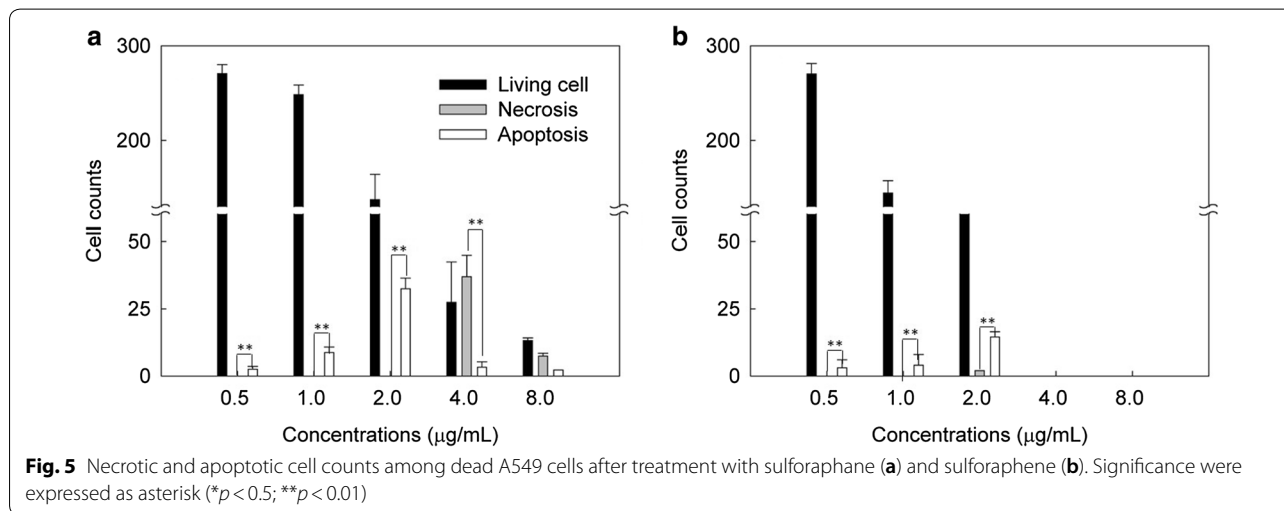 a
b
300
200
50
25
0
Cell counts
Living cell
Necrosis
Apoptosis
**
**
**
**
0.5 1.0 2.0 4.0 8.0
Concentrations (μg/mL)
300
200
50
25
0
Cell counts
**
**
**
0.5 1.0 2.0 4.0 8.0
Concentrations (μg/mL)
Fig. 5 Necrotic and apoptotic cell counts among dead A549 cells after treatment with sulforaphane (a) and sulforaphene (b). Significance were
expressed as asterisk (*p < 0.5; **p < 0.01)